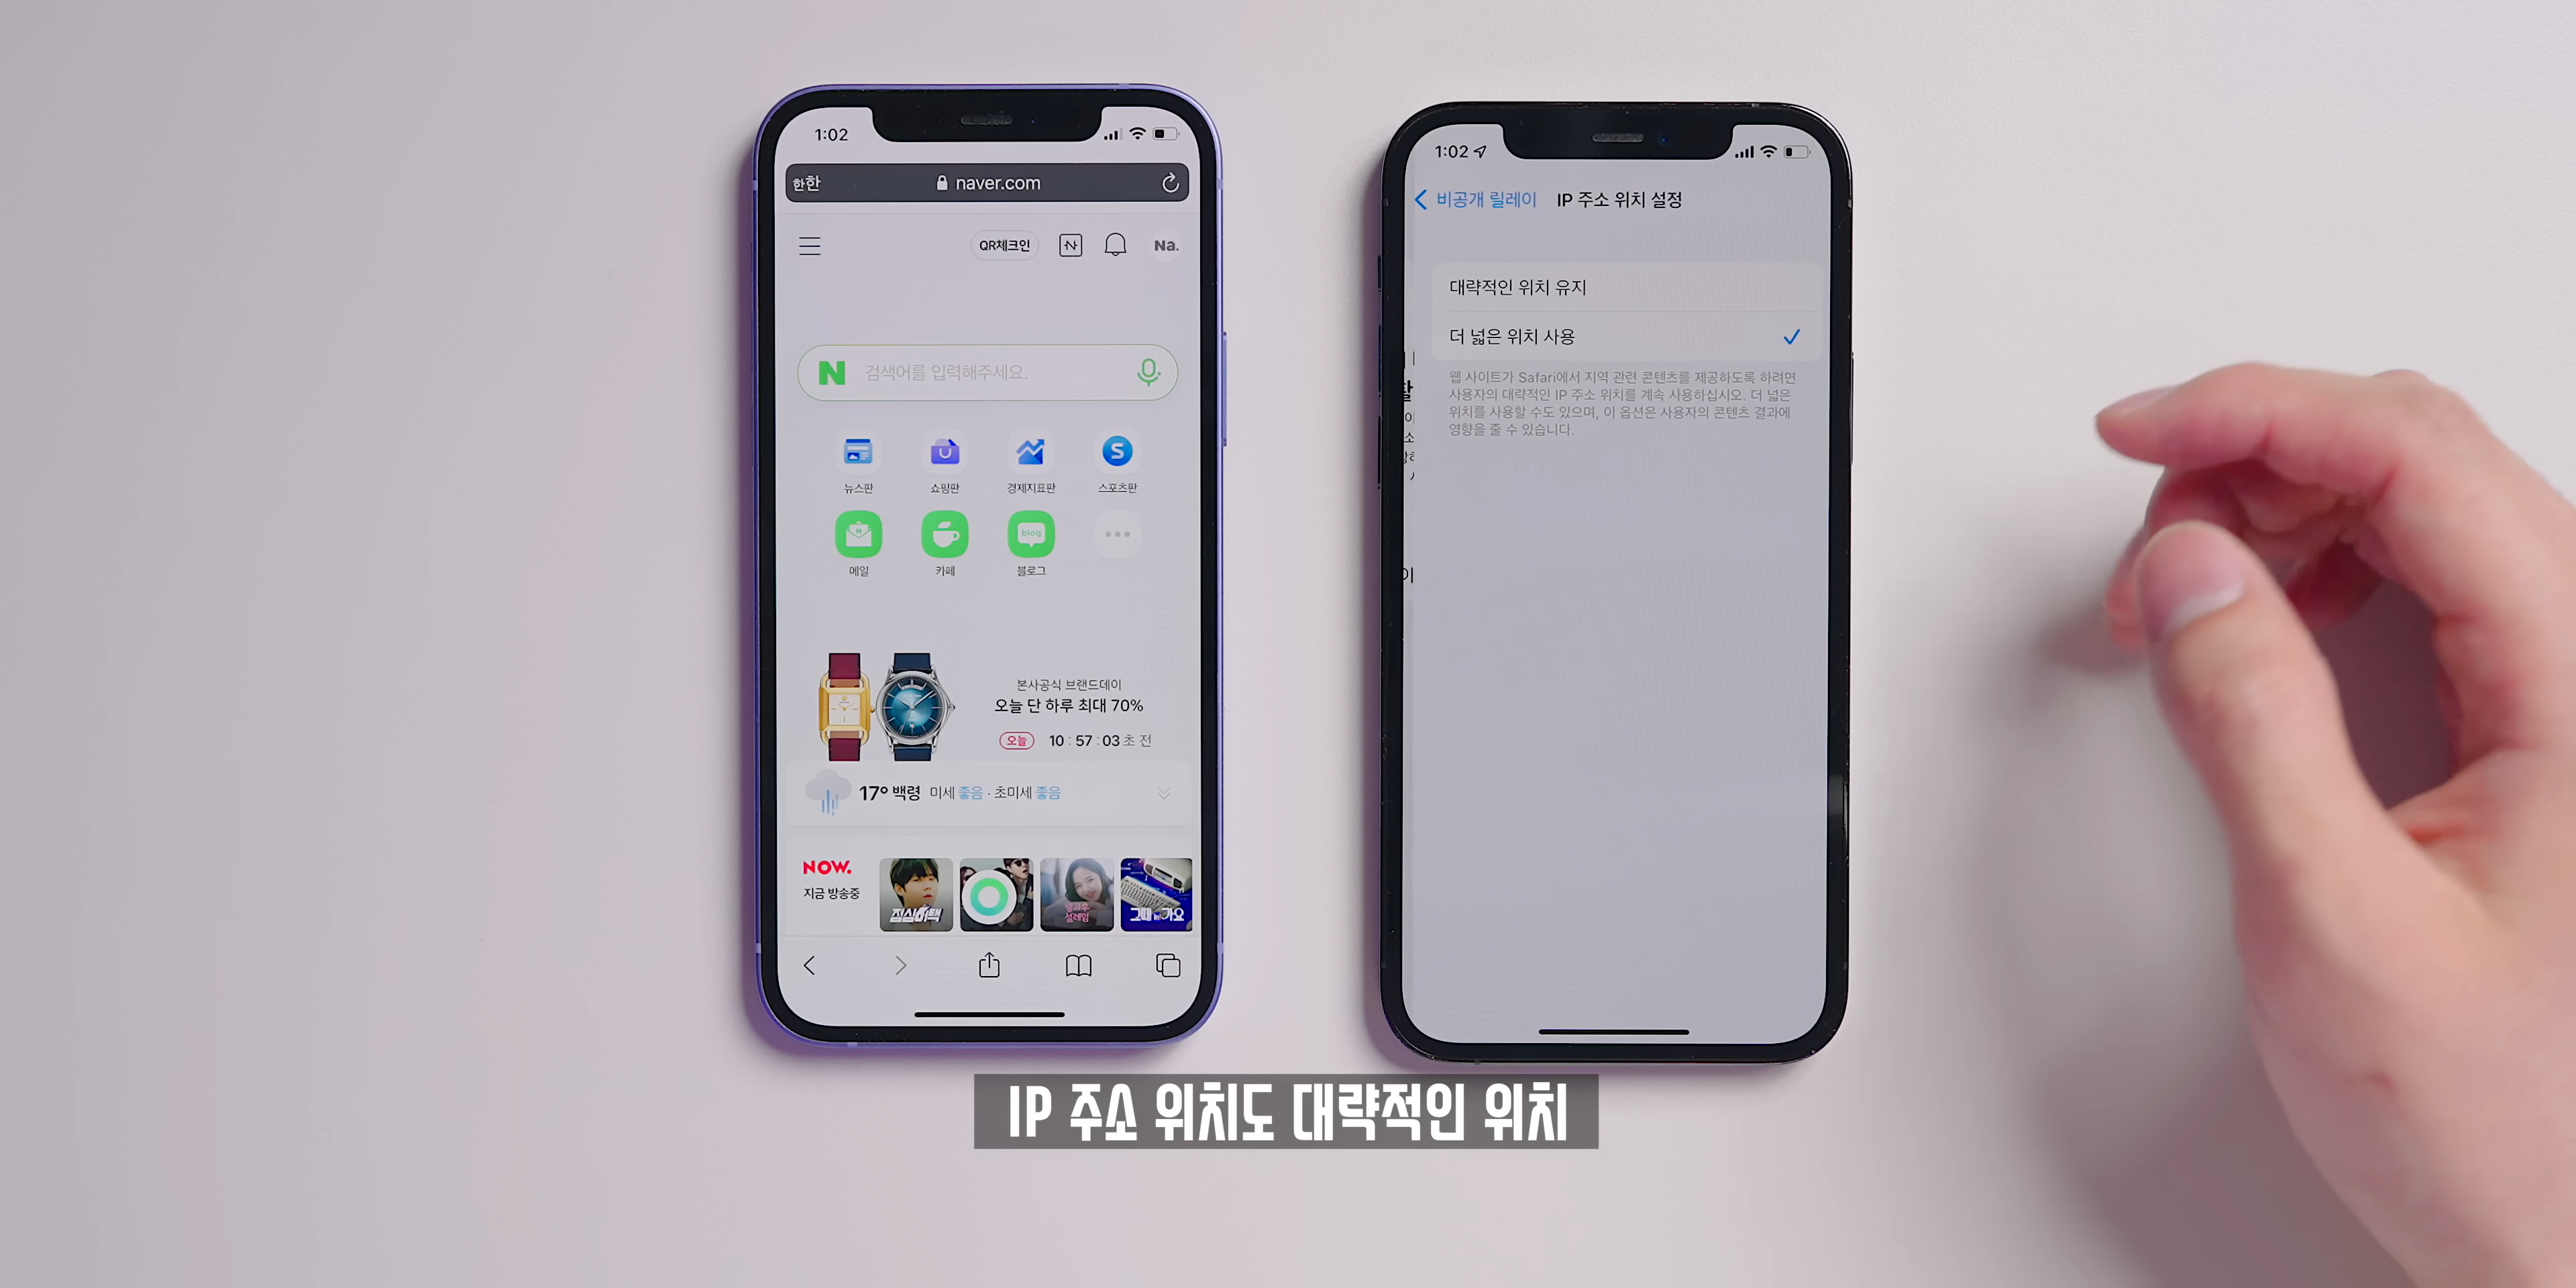 1:02
한한 naver.com
QR체크인 N Na.
N 검색어를 입력해주세요.
뉴스판 쇼핑판 경제지표판 스포츠판
메일 카페 블로그
blog
본사공식 브랜드데이
오늘 단 하루 최대 70%
오늘 10 : 57 : 03 초 전
17° 백령 미세 좋음 · 초미세 좋음
NOW.
지금 방송중
점심어택
1:02
비공개 릴레이 IP 주소 위치 설정
대략적인 위치 유지
더 넓은 위치 사용
웹 사이트가 Safari에서 지역 관련 콘텐츠를 제공하도록 하려면
사용자의 대략적인 IP 주소 위치를 계속 사용하십시오. 더 넓은
위치를 사용할 수도 있으며, 이 옵션은 사용자의 콘텐츠 결과에
영향을 줄 수 있습니다.
IP 주소 위치도 대략적인 위치